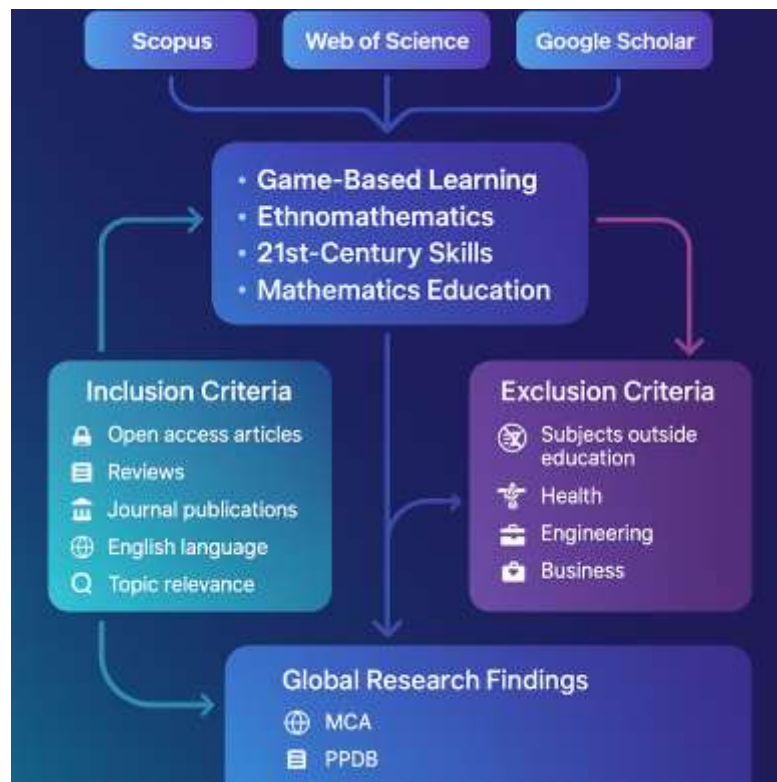 Scopus
Web of Science
Google Scholar
• Game-Based Learning
• Ethnomathematics
• 21st-Century Skills
• Mathematics Education
Inclusion Criteria
Open access articles
Reviews
Journal publications
English language
Topic relevance
Exclusion Criteria
Subjects outside
education
Health
Engineering
Business
Global Research Findings
MCA
PPDB